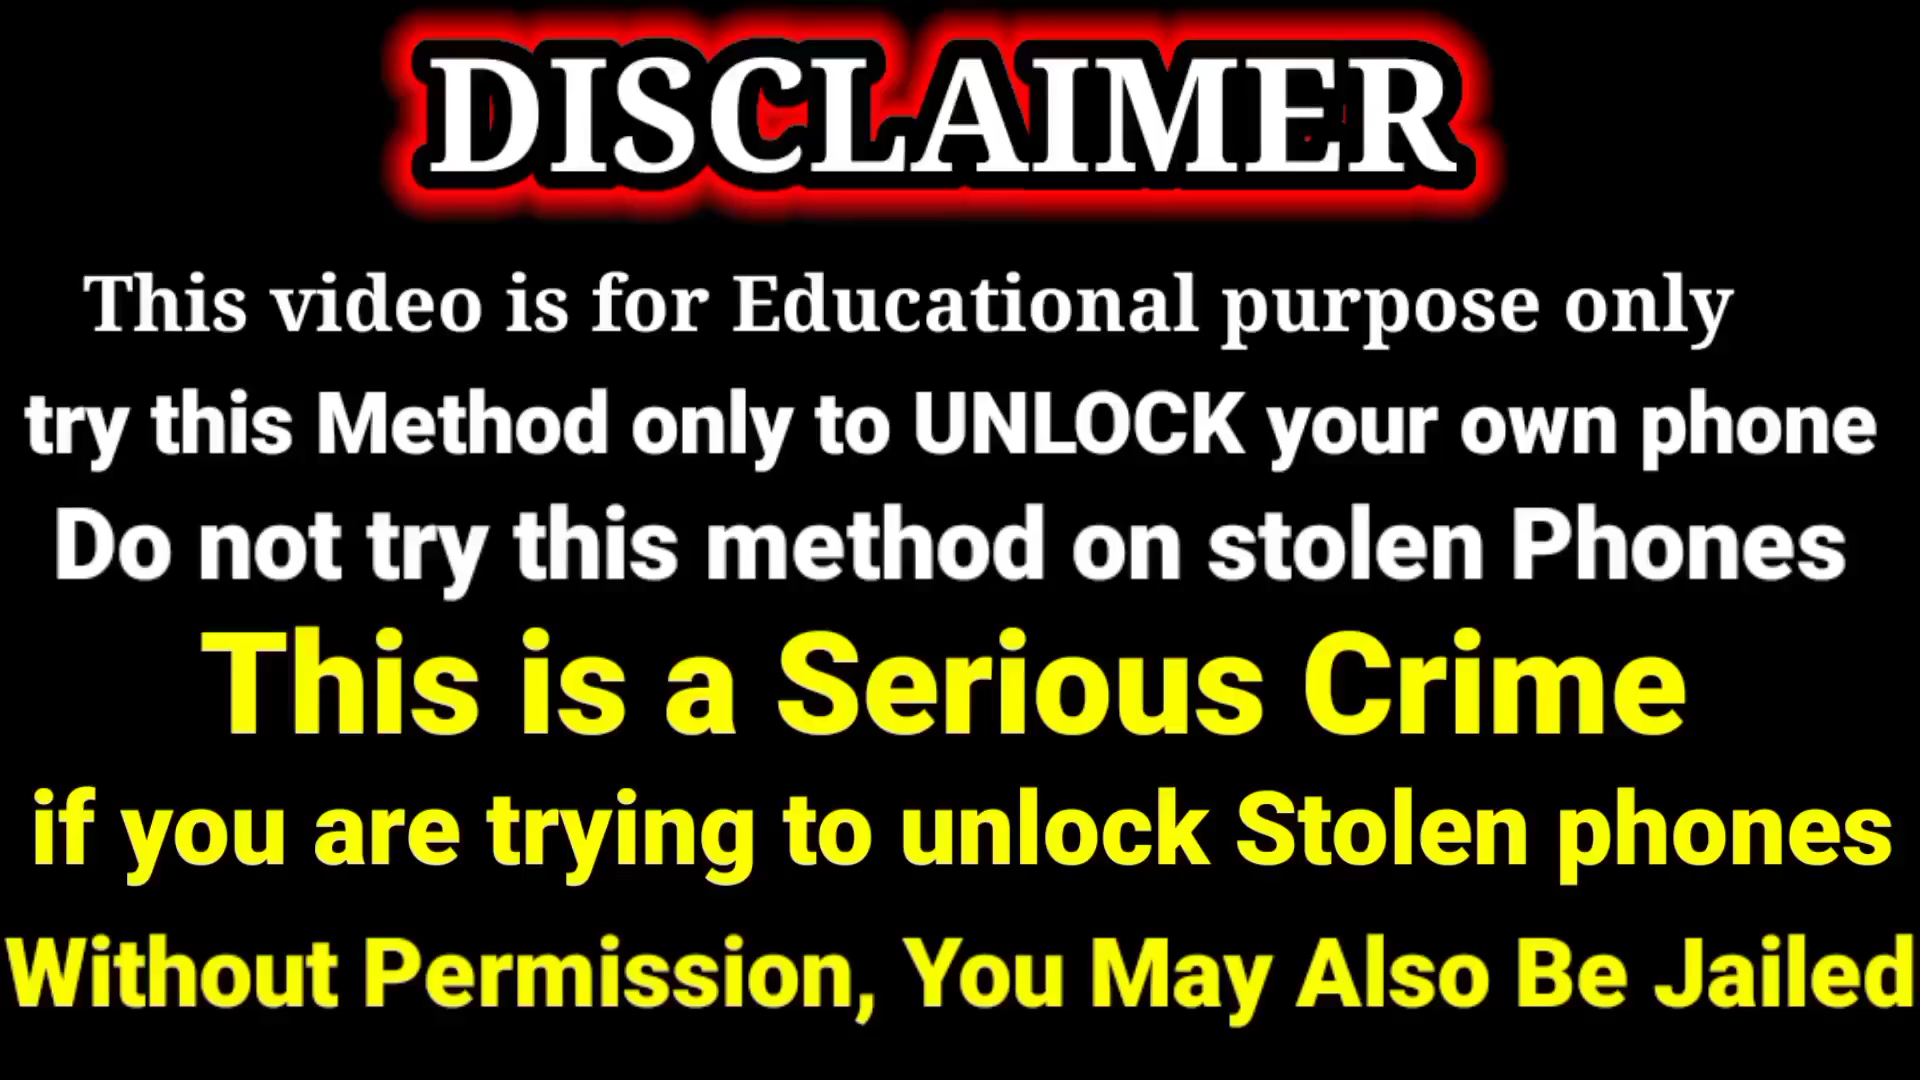 DISCLAIMER
This video is for Educational purpose only
try this Method only to UNLOCK your own phone
Do not try this method on stolen Phones
This is a Serious Crime
if you are trying to unlock Stolen phones
Without Permission, You May Also Be Jailed